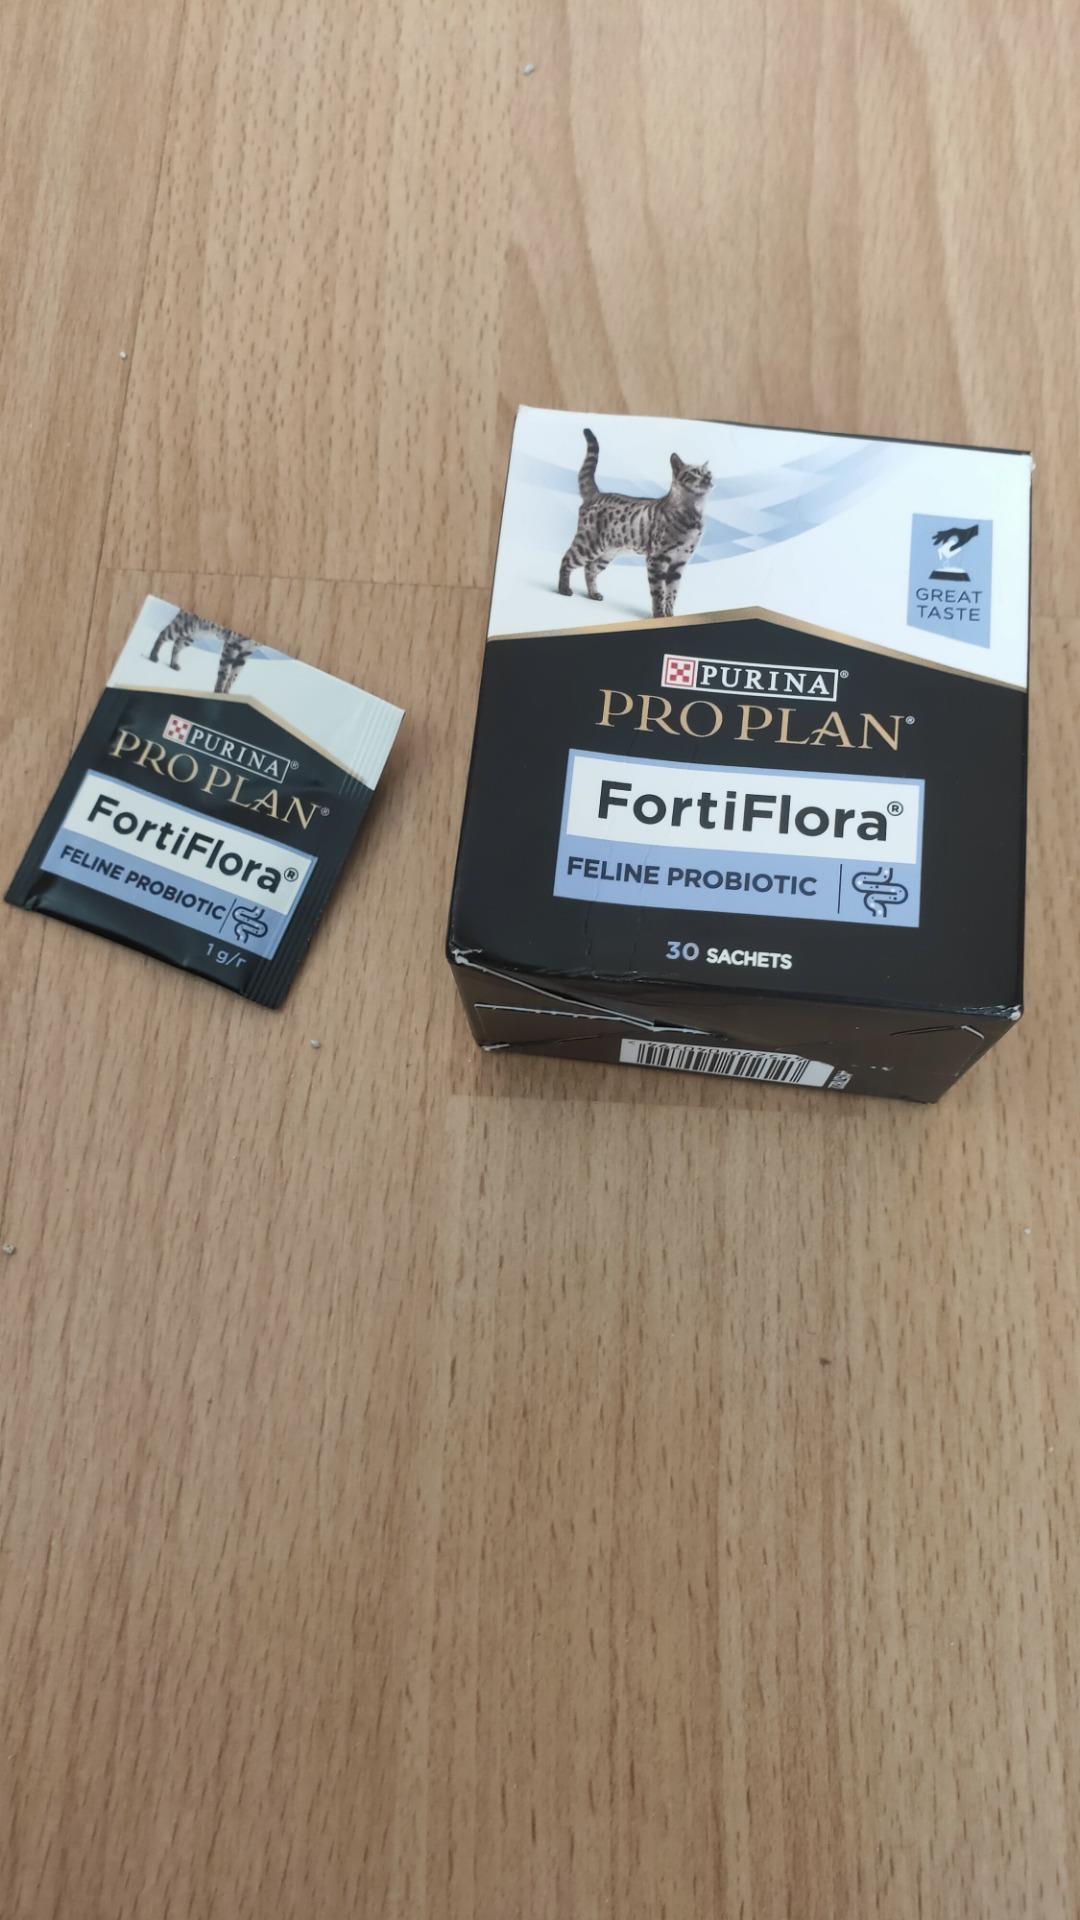 PURINA®
PRO PLAN®
FortiFlora®
FELINE PROBIOTIC
1 g/г
GREAT
TASTE
PURINA®
PRO PLAN®
FortiFlora®
FELINE PROBIOTIC
30 SACHETS